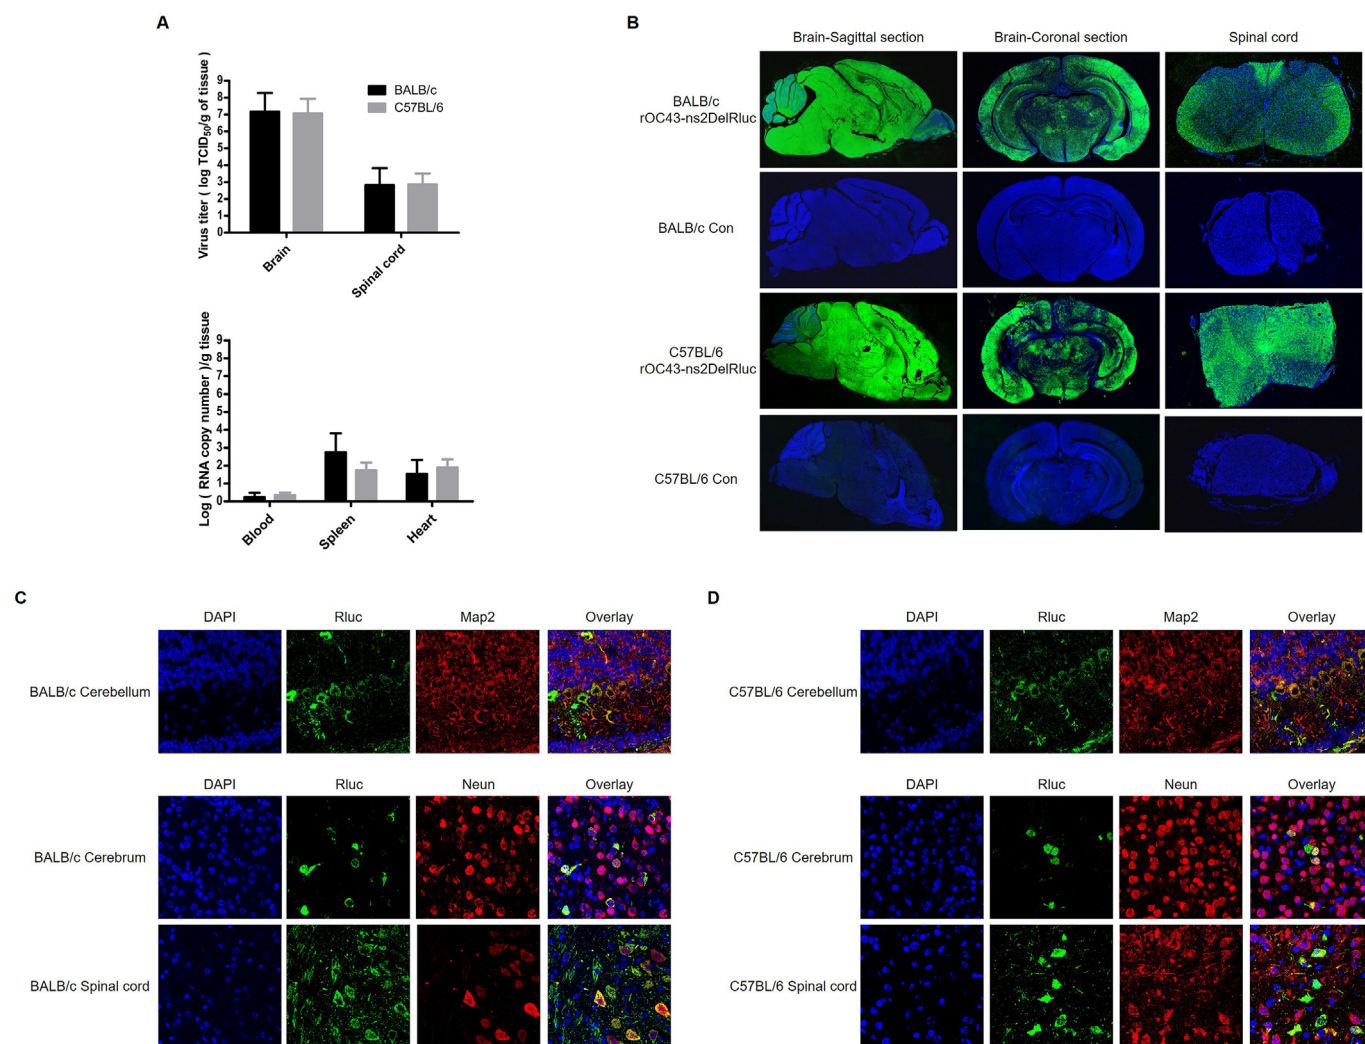 A
Virus titer ( log TCID50/g of tissue )
9
8
7
6
5
4
3
2
1
0
BALB/c
C57BL/6
Brain
Spinal cord
Log ( RNA copy number )/g tissue
9
8
7
6
5
4
3
2
1
0
Blood
Spleen
Heart
B
Brain-Sagittal section
Brain-Coronal section
Spinal cord
BALB/c
rOC43-ns2DelRluc
BALB/c Con
C57BL/6
rOC43-ns2DelRluc
C57BL/6 Con
C
DAPI
Rluc
Map2
Overlay
BALB/c Cerebellum
DAPI
Rluc
Neun
Overlay
BALB/c Cerebrum
BALB/c Spinal cord
D
DAPI
Rluc
Map2
Overlay
C57BL/6 Cerebellum
DAPI
Rluc
Neun
Overlay
C57BL/6 Cerebrum
C57BL/6 Spinal cord